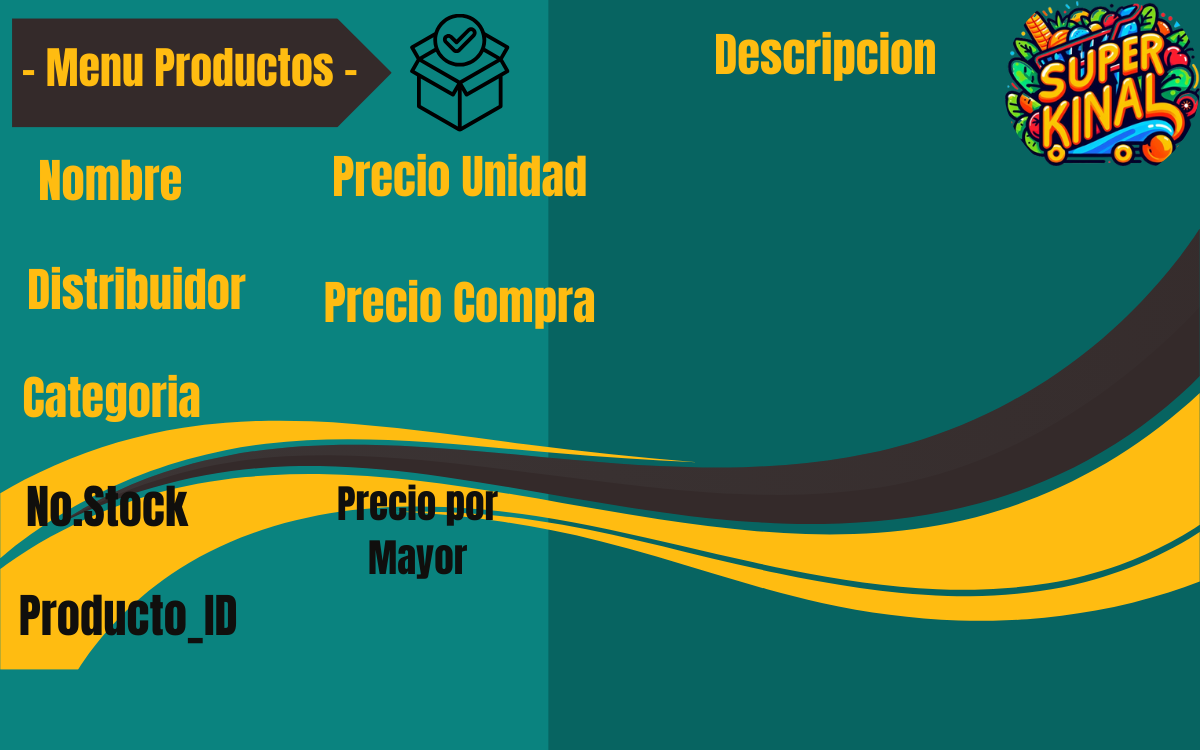 - Menu Productos -
Descripcion
SUPER
KINAL
Nombre
Precio Unidad
Distribuidor
Precio Compra
Categoria
No.Stock
Precio por
Mayor
Producto_ID